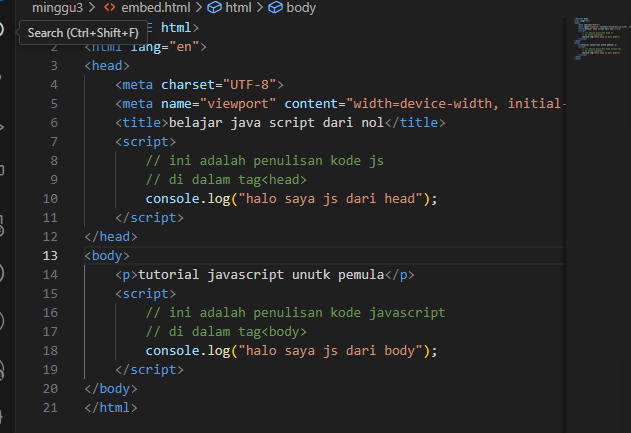 minggu3 > <> embed.html > html > body
Search (Ctrl+Shift+F)
html>
2 <html lang="en">
3 <head>
4 <meta charset="UTF-8">
5 <meta name="viewport" content="width=device-width, initial-
6 <title>belajar java script dari nol</title>
7 <script>
8 // ini adalah penulisan kode js
9 // di dalam tag<head>
10 console.log("halo saya js dari head");
11 </script>
12 </head>
13 <body>
14 <p>tutorial javascript unutk pemula</p>
15 <script>
16 // ini adalah penulisan kode javascript
17 // di dalam tag<body>
18 console.log("halo saya js dari body");
19 </script>
20 </body>
21 </html>